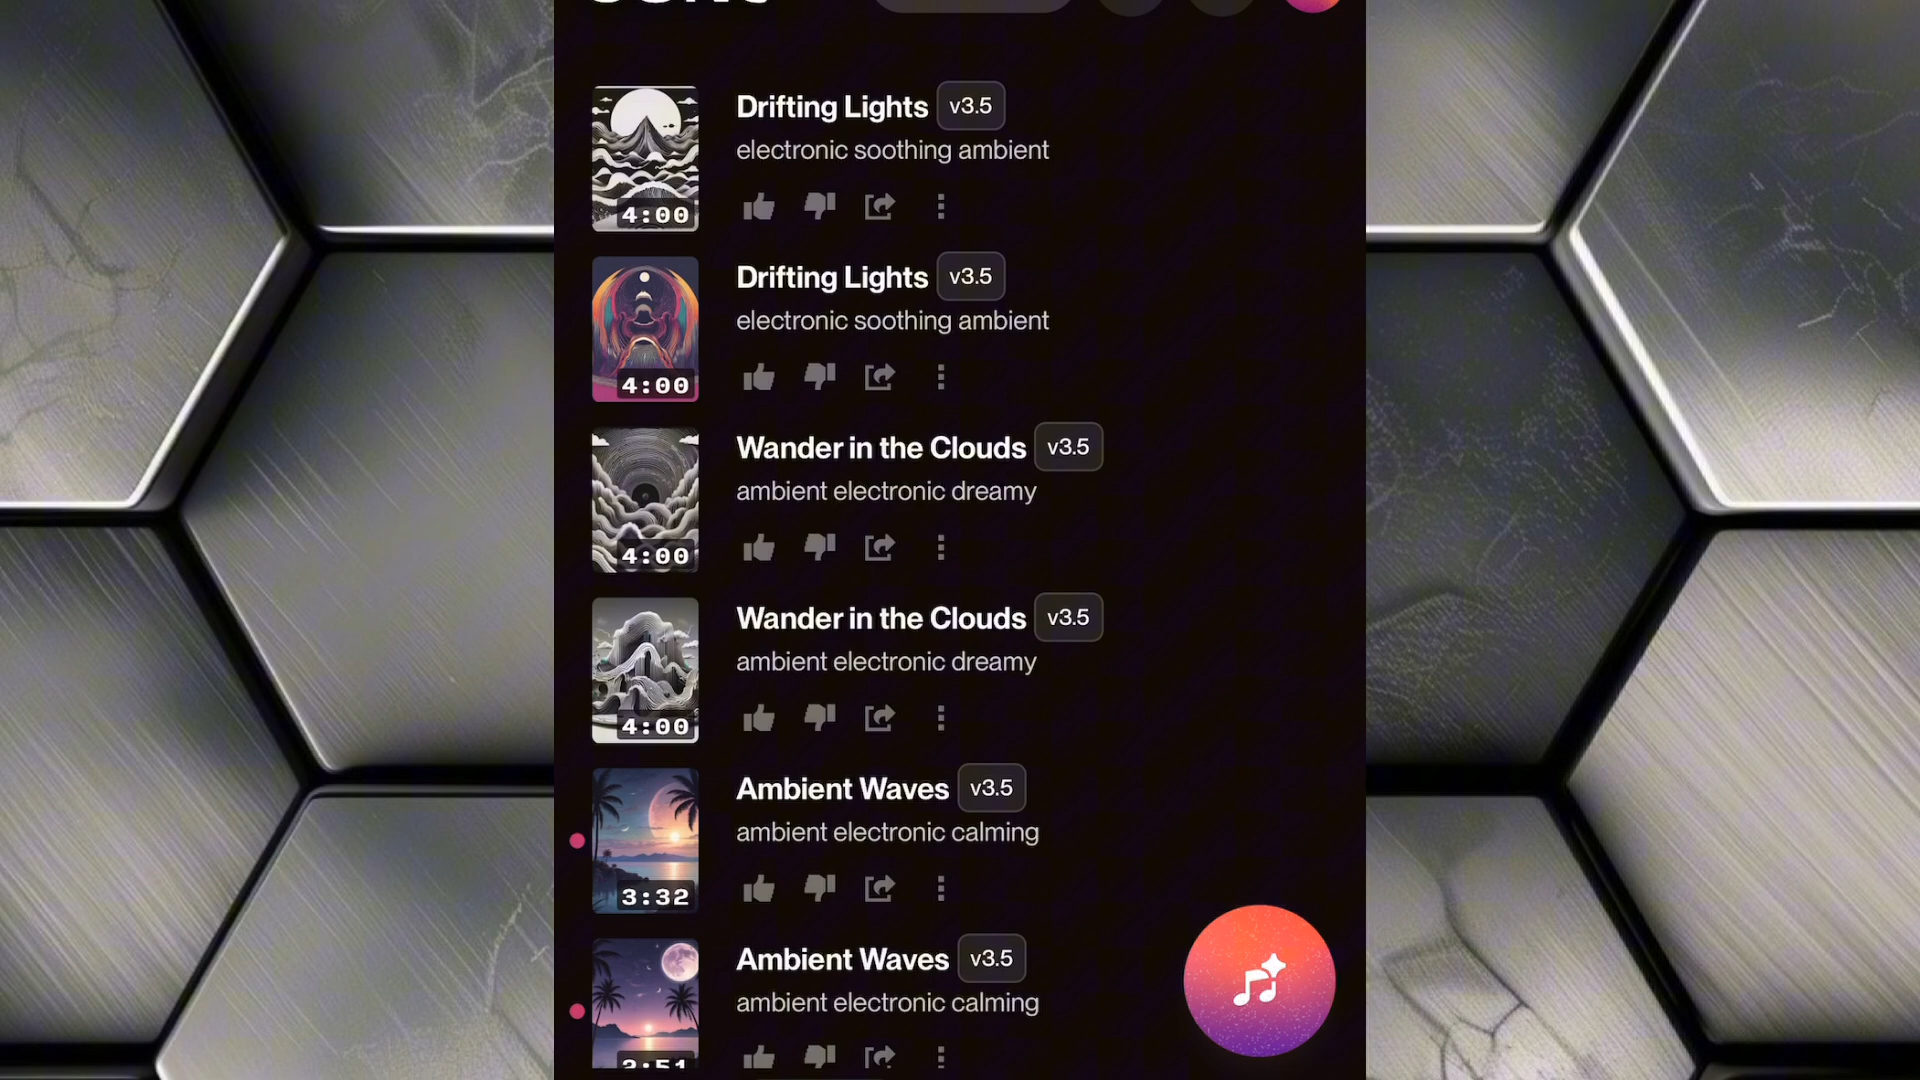 Drifting Lights v3.5
electronic soothing ambient
4:00
Drifting Lights v3.5
electronic soothing ambient
4:00
Wander in the Clouds v3.5
ambient electronic dreamy
4:00
Wander in the Clouds v3.5
ambient electronic dreamy
4:00
Ambient Waves v3.5
ambient electronic calming
3:32
Ambient Waves v3.5
ambient electronic calming